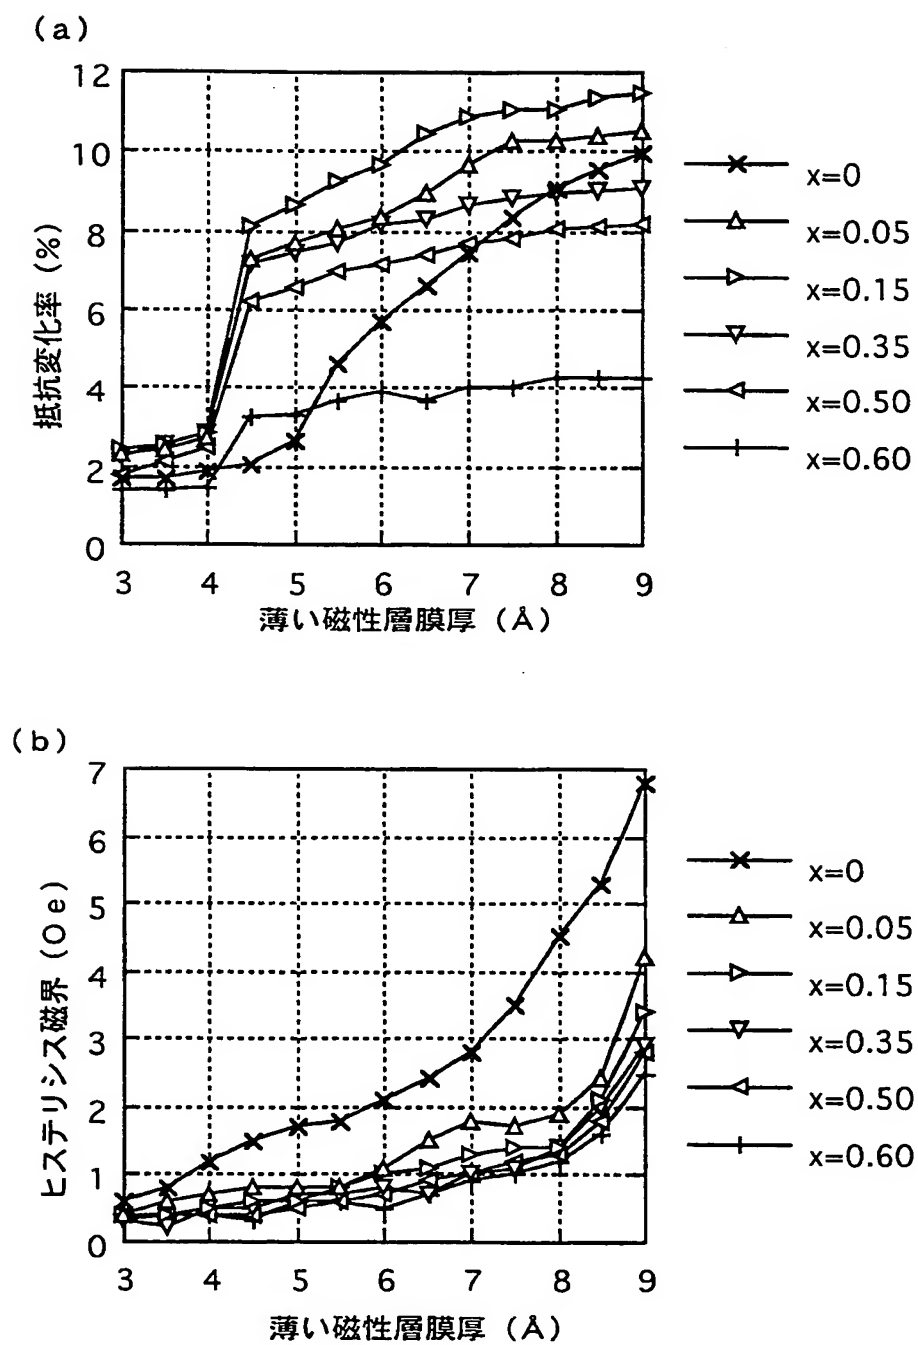 (a)
12
10
8
6
4
2
0
抵抗変化率 (%)
3 4 5 6 7 8 9
薄い磁性層膜厚 (Å)
x=0
x=0.05
x=0.15
x=0.35
x=0.50
x=0.60
(b)
7
6
5
4
3
2
1
0
ヒステリシス磁界 (Oe)
3 4 5 6 7 8 9
薄い磁性層膜厚 (Å)
x=0
x=0.05
x=0.15
x=0.35
x=0.50
x=0.60